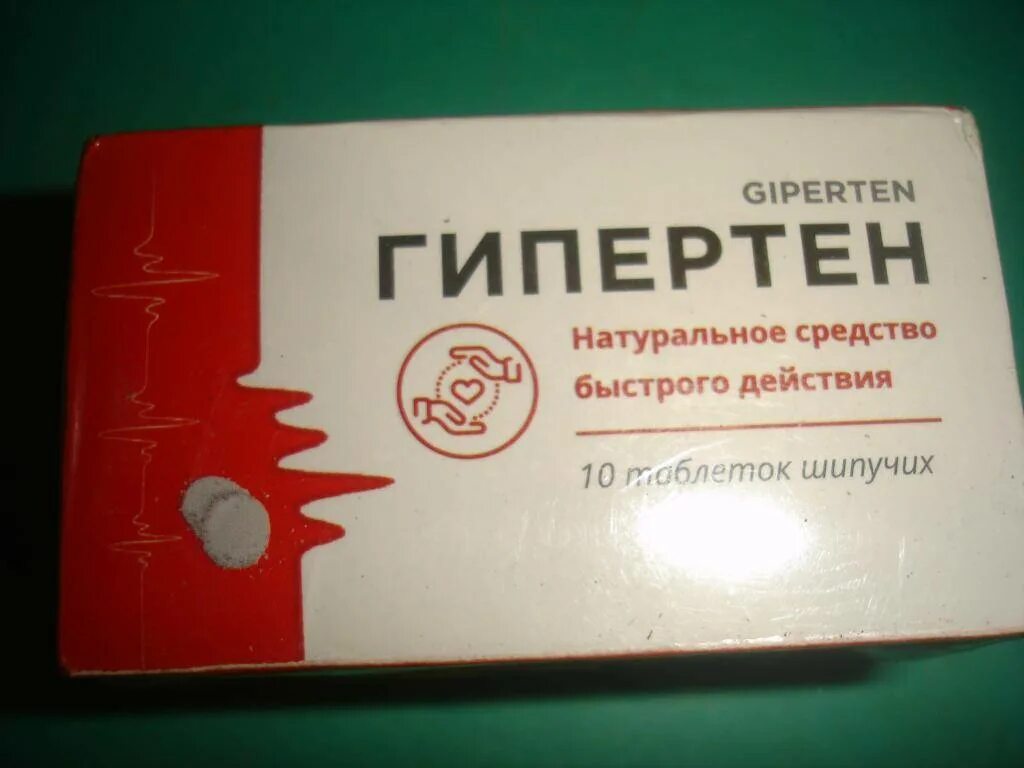 GIPERTEN
ГИПЕРТЕН
Натуральное средство
быстрого действия
10 таблеток шипучих